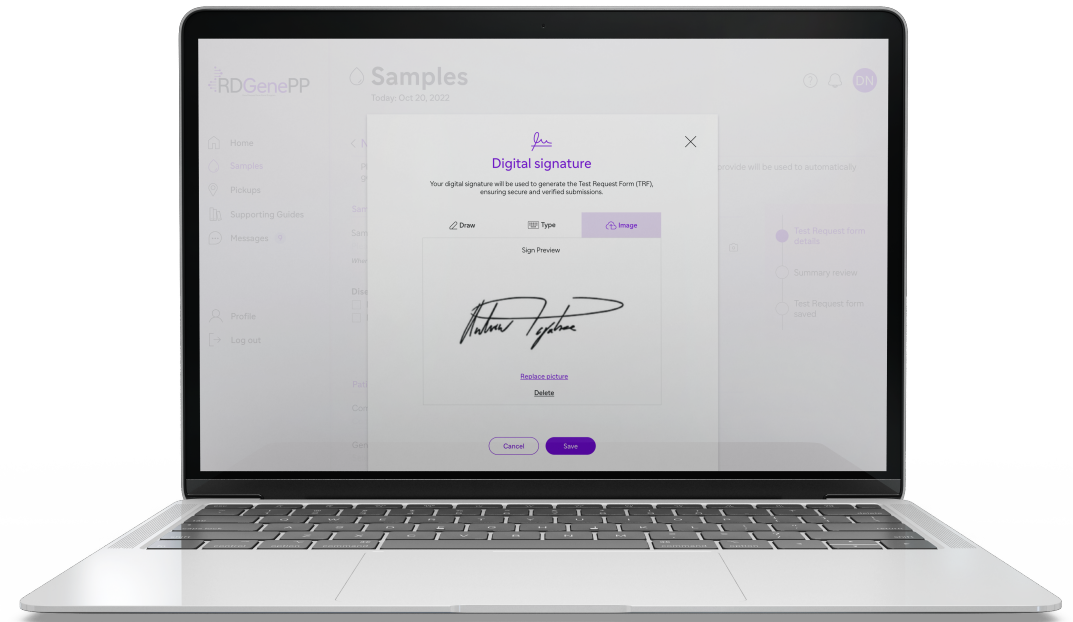 RDGenePP
Samples
Today: Oct 20, 2022
DN
Home
Samples
Pickups
Supporting Guides
Messages
Profile
Log out
Digital signature
Your digital signature will be used to generate the Test Request Form (TRF),
ensuring secure and verified submissions.
Draw
Type
Image
Sign Preview
Replace picture
Delete
Cancel
Save
provide will be used to automatically
Test Request form
details
Summary review
Test Request form
saved